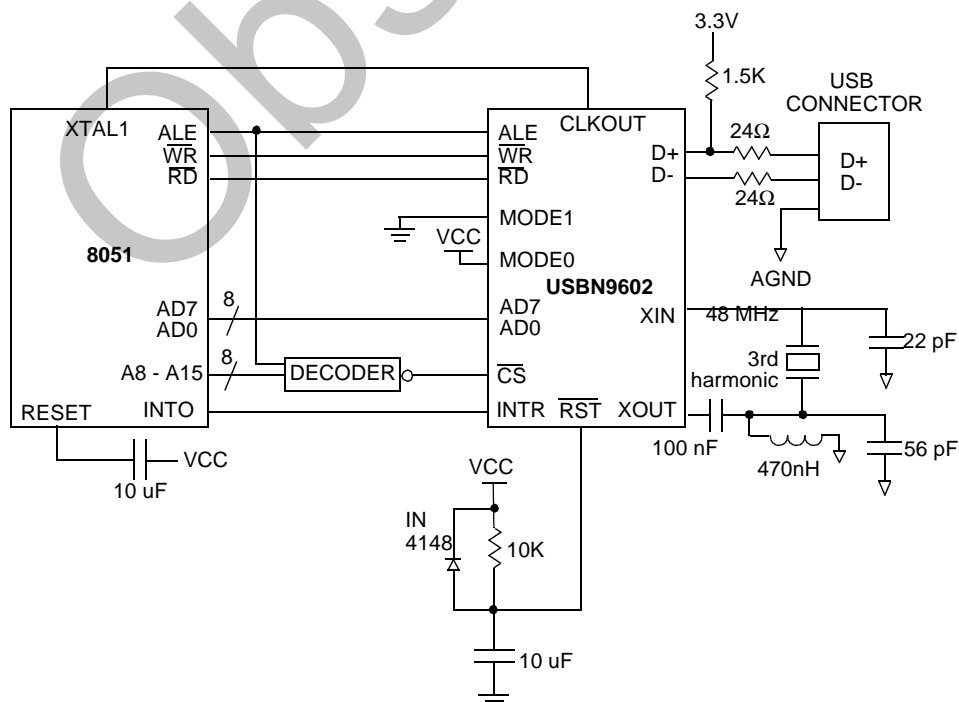 3.3V
1.5K
USB
CONNECTOR
XTAL1
ALE
WR
RD
8051
AD7
AD0
A8 - A15
RESET
INTO
8
8
DECODER
10 uF
VCC
CLKOUT
ALE
WR
RD
MODE1
VCC
MODE0
USBN9602
AD7
AD0
CS
INTR
RST
D+
D-
XIN
XOUT
24Ω
24Ω
D+
D-
AGND
48 MHz
3rd
harmonic
22 pF
100 nF
470nH
56 pF
VCC
IN
4148
10K
10 uF